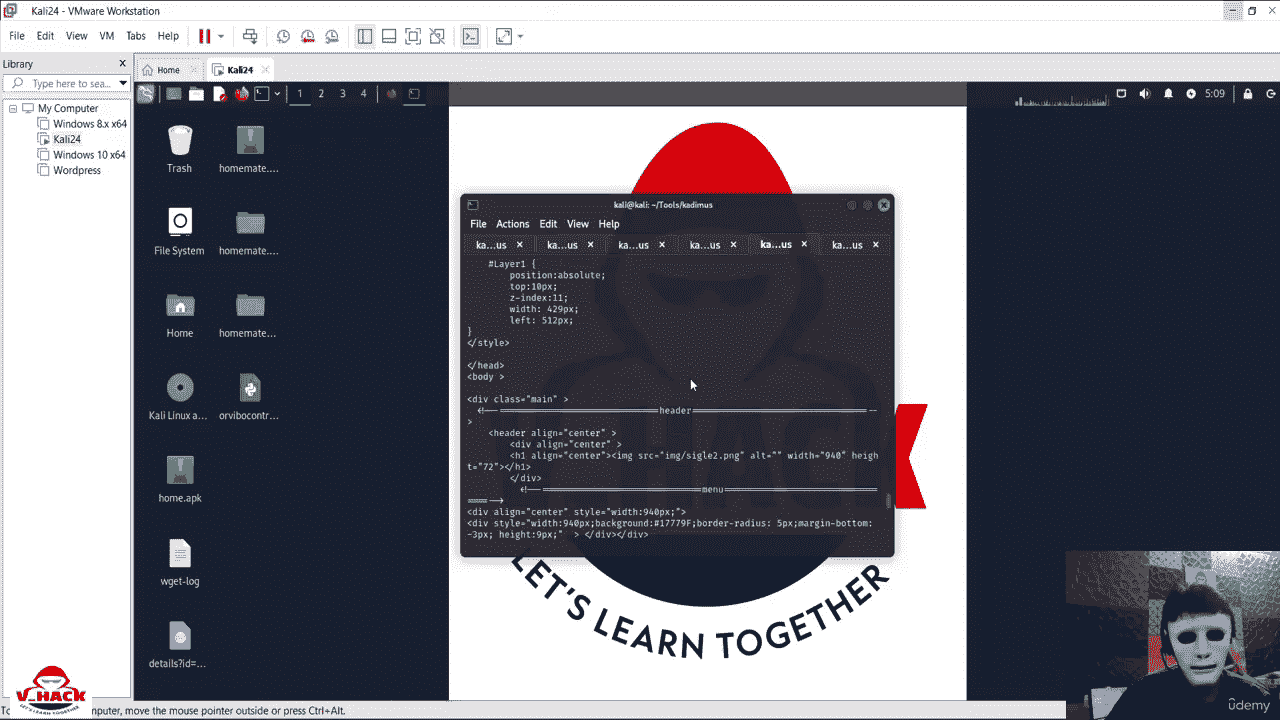 Kali24 - VMware Workstation
File Edit View VM Tabs Help
Library X
Type here to sea...
Home
Kali24
My Computer
Windows 8.x x64
Kali24
Windows 10 x64
Wordpress
1 2 3 4
5:09
Trash
homemate....
File System
homemate....
Home
homemate...
Kali Linux a...
orvibocontr...
home.apk
wget-log
details?id=...
kali@kali: ~/Tools/kadimus
File Actions Edit View Help
ka...us × ka...us × ka...us × ka...us × ka...us × ka...us ×
#Layer1 {
position:absolute;
top:10px;
z-index:11;
width: 429px;
left: 512px;
}
</style>
</head>
<body >
<div class="main" >
<!--==============================header=================================--
>
<header align="center" >
<div align="center" >
<h1 align="center"><img src="img/sigle2.png" alt="" width="940" heigh
t="72"></h1>
</div>
<!--==============================menu============================
=====-->
<div align="center" style="width:940px;">
<div style="width:940px;background:#17779F;border-radius: 5px;margin-bottom:
-3px; height:9px;" > </div></div>
LET'S LEARN TOGETHER
V_HACK
LET'S LEARN TOGETHER
To
mputer, move the mouse pointer outside or press Ctrl+Alt.
ûdemy